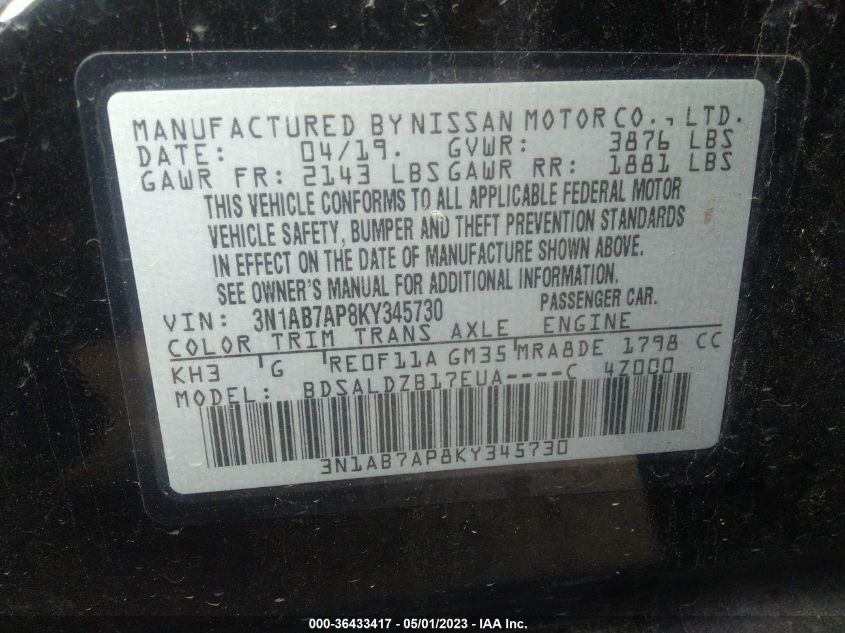 MANUFACTURED BY NISSAN MOTOR CO., LTD.
DATE: 04/19. GVWR: 3876 LBS
GAWR FR: 2143 LBS GAWR RR: 1881 LBS
THIS VEHICLE CONFORMS TO ALL APPLICABLE FEDERAL MOTOR
VEHICLE SAFETY, BUMPER AND THEFT PREVENTION STANDARDS
IN EFFECT ON THE DATE OF MANUFACTURE SHOWN ABOVE.
SEE OWNER'S MANUAL FOR ADDITIONAL INFORMATION.
VIN: 3N1AB7AP8KY345730 PASSENGER CAR.
COLOR TRIM TRANS AXLE ENGINE
KH3 G RE0F11A GM35 MRA8DE 1798 CC
MODEL: BDSALDZB17EUA----C 4Z000
3N1AB7AP8KY345730
000-36433417 - 05/01/2023 - IAA Inc.